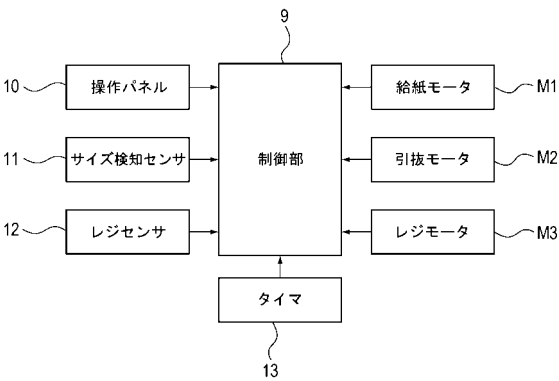 9
10
操作パネル
給紙モータ
M1
11
サイズ検知センサ
制御部
引抜モータ
M2
12
レジセンサ
レジモータ
M3
タイマ
13